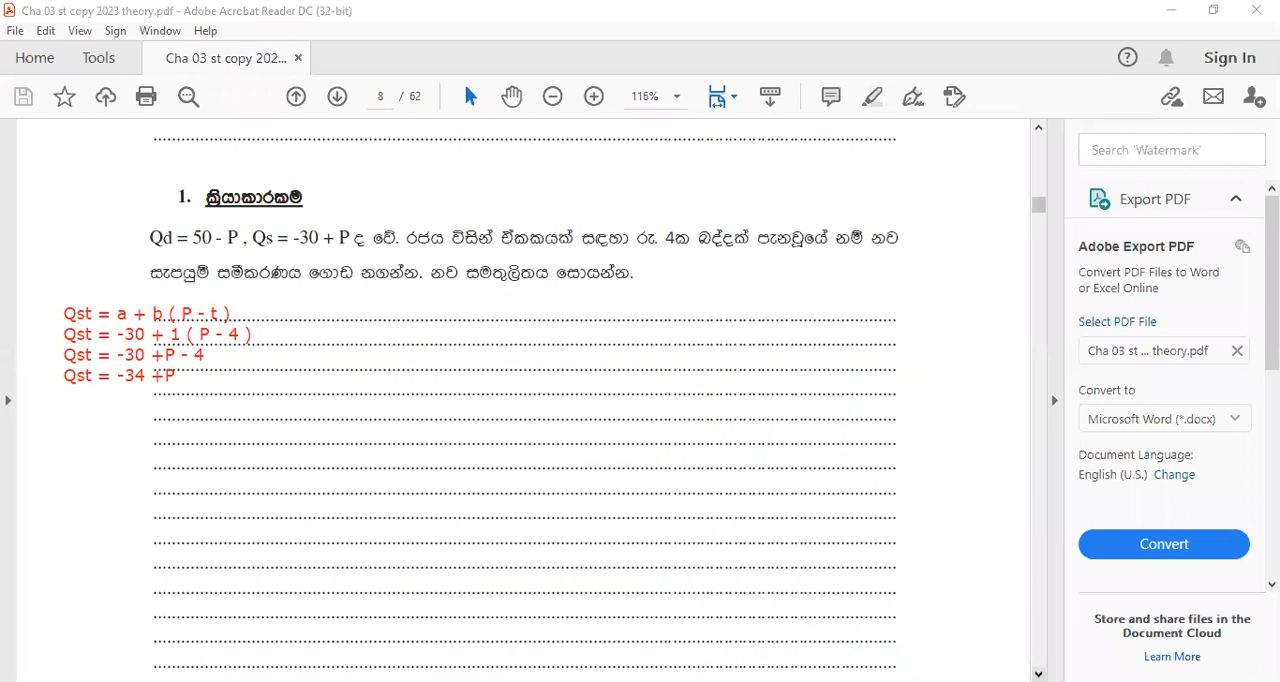 Cha 03 st copy 2023 theory.pdf - Adobe Acrobat Reader DC (32-bit)
File Edit View Sign Window Help
Home Tools Cha 03 st copy 202... × Sign In
8 / 62 116%
Search 'Watermark'
1. ක්‍රියාකාරකම්
Export PDF
Qd = 50 - P , Qs = -30 + P ද වේ. රජය විසින් ඒකකයක් සඳහා රු. 4ක බද්දක් පැනවූයේ නම් නව
සැපයුම් සමීකරණය ගොඩ නගන්න. නව සමතුලිතය සොයන්න.
Qst = a + b ( P - t )
Qst = -30 + 1 ( P - 4 )
Qst = -30 +P - 4
Qst = -34 +P
Adobe Export PDF
Convert PDF Files to Word
or Excel Online
Select PDF File
Cha 03 st ... theory.pdf
Convert to
Microsoft Word (*.docx)
Document Language:
English (U.S.) Change
Convert
Store and share files in the
Document Cloud
Learn More